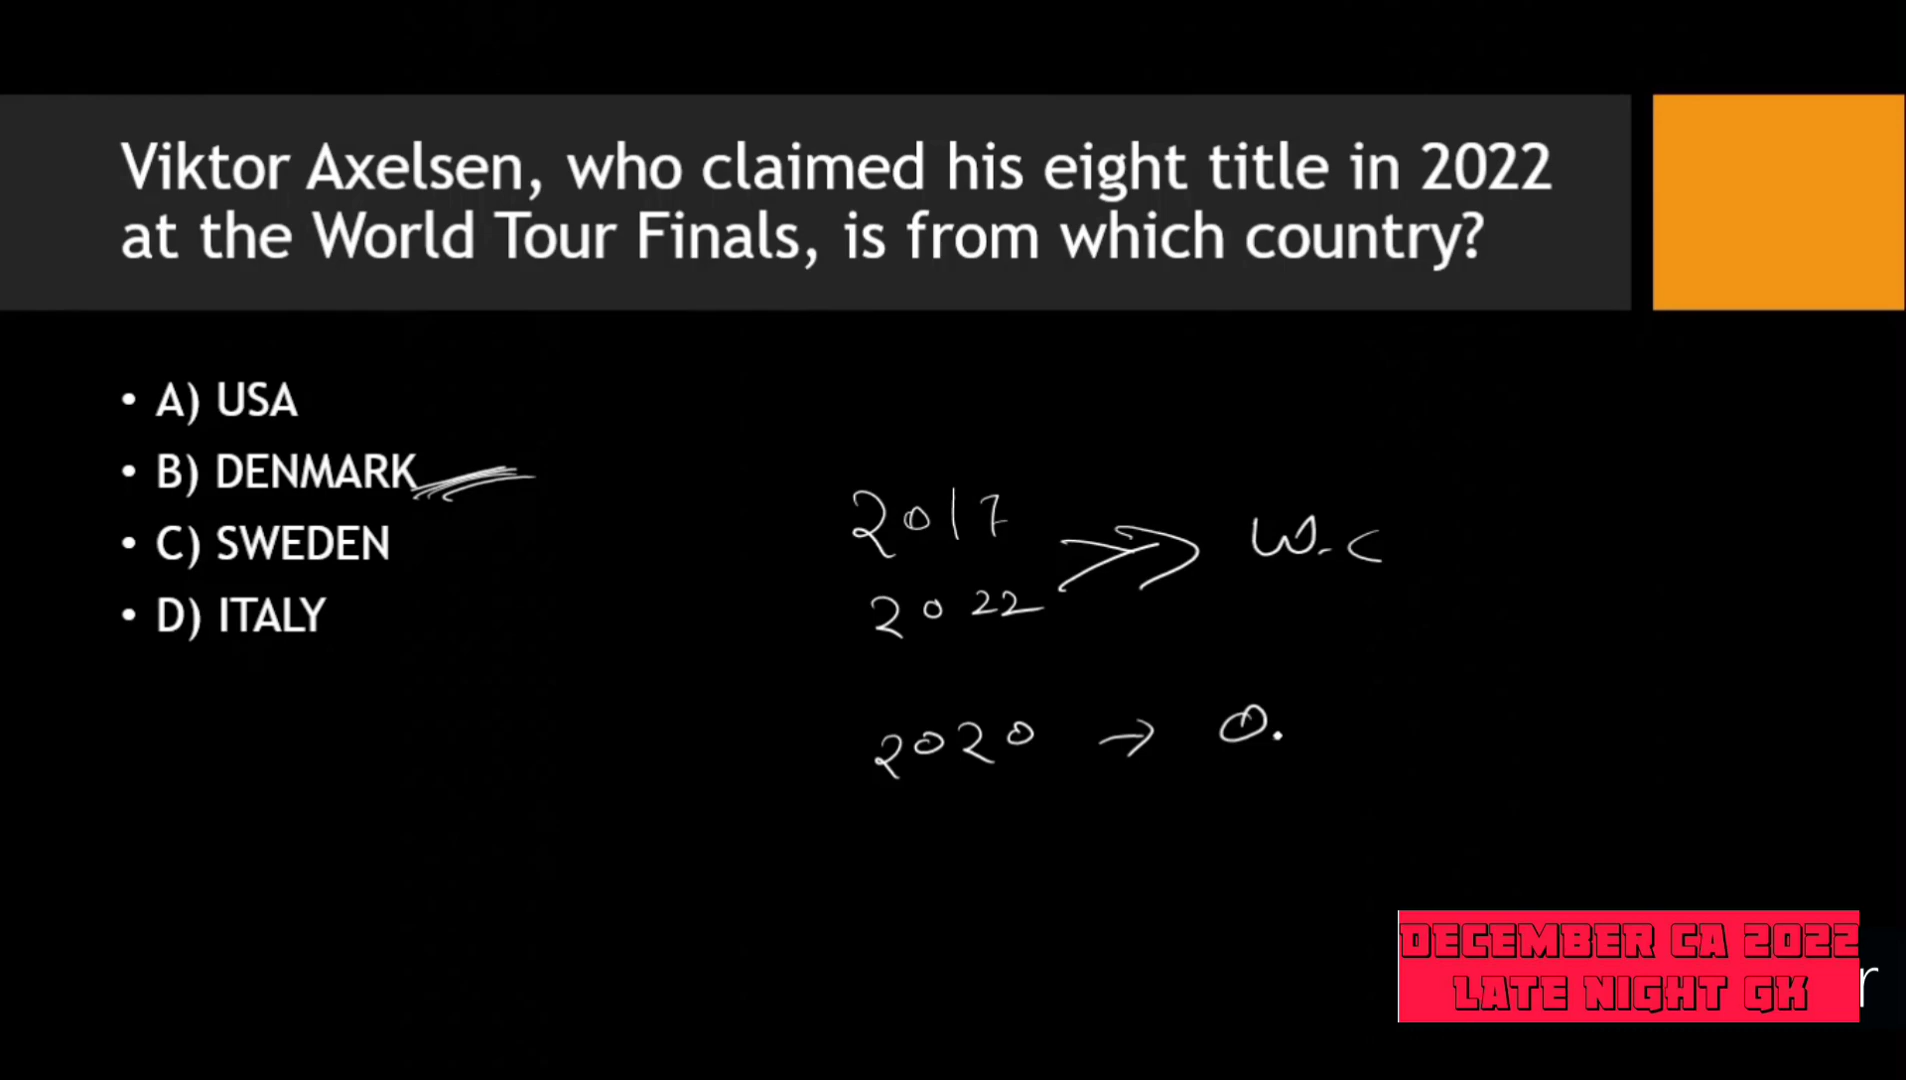 Viktor Axelsen, who claimed his eight title in 2022
at the World Tour Finals, is from which country?
• A) USA
• B) DENMARK
• C) SWEDEN
• D) ITALY
2017
2022
W.C
2020 → O.
DECEMBER CA 2022
LATE NIGHT GK
r